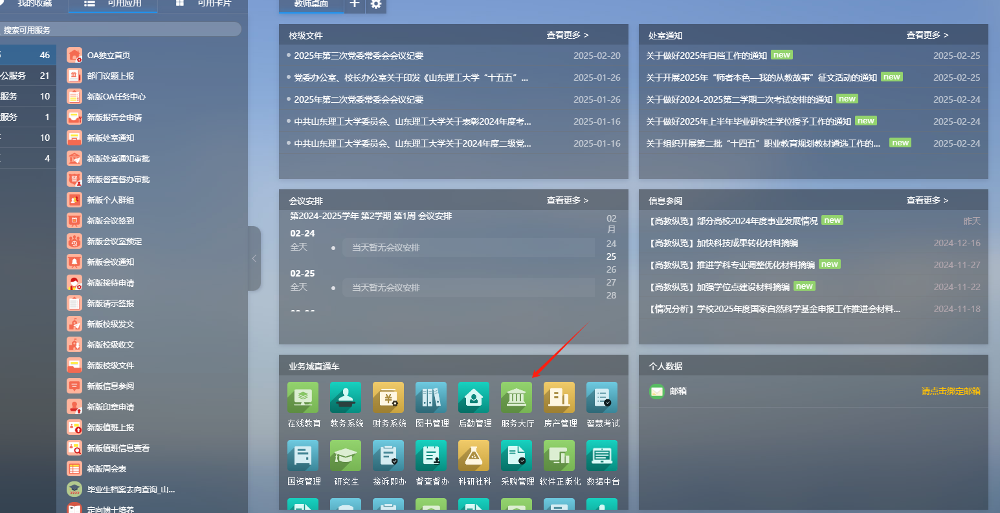 我的收藏
可用应用
可用卡片
搜索可用服务
46
公服务 21
服务 10
服务 1
10
4
OA独立首页
部门议题上报
新版OA任务中心
新版报告会申请
新版处室通知
新版处室通知审批
新版督查督办审批
新版个人群组
新版会议签到
新版会议室预定
新版会议通知
新版接待申请
新版请示签报
新版校级发文
新版校级收文
新版校级文件
新版信息参阅
新版印章申请
新版值班上报
新版值班信息查看
新版周会表
毕业生档案去向查询_山...
定向博士培养
教师桌面
校级文件 查看更多 >
2025年第三次党委常委会会议纪要 2025-02-20
党委办公室、校长办公室关于印发《山东理工大学“十五五”... 2025-01-26
2025年第二次党委常委会会议纪要 2025-01-26
中共山东理工大学委员会、山东理工大学关于表彰2024年度考... 2025-01-16
中共山东理工大学委员会、山东理工大学关于2024年度二级党... 2025-01-16
处室通知 查看更多 >
关于做好2025年归档工作的通知 new 2025-02-25
关于开展2025年“师者本色—我的从教故事”征文活动的通知 new 2025-02-25
关于做好2024-2025第二学期二次考试安排的通知 new 2025-02-24
关于做好2025年上半年毕业研究生学位授予工作的通知 new 2025-02-24
关于组织开展第二批“十四五”职业教育规划教材遴选工作的... new 2025-02-24
会议安排 查看更多 >
第2024-2025学年 第2学期 第1周 会议安排
02-24
全天 当天暂无会议安排
02-25
全天 当天暂无会议安排
02
月
24
25
26
27
28
信息参阅 查看更多 >
【高教纵览】部分高校2024年度事业发展情况 new 昨天
【高教纵览】加快科技成果转化材料摘编 2024-12-16
【高教纵览】推进学科专业调整优化材料摘编 new 2024-11-27
【高教纵览】加强学位点建设材料摘编 new 2024-11-22
【情况分析】学校2025年度国家自然科学基金申报工作推进会材料... 2024-11-18
业务域直通车
在线教育 教务系统 财务系统 图书管理 后勤管理 服务大厅 房产管理 智慧考试
国资管理 研究生 接诉即办 督查督办 科研社科 采购管理 软件正版化 数据中台
个人数据
邮箱 请点击绑定邮箱